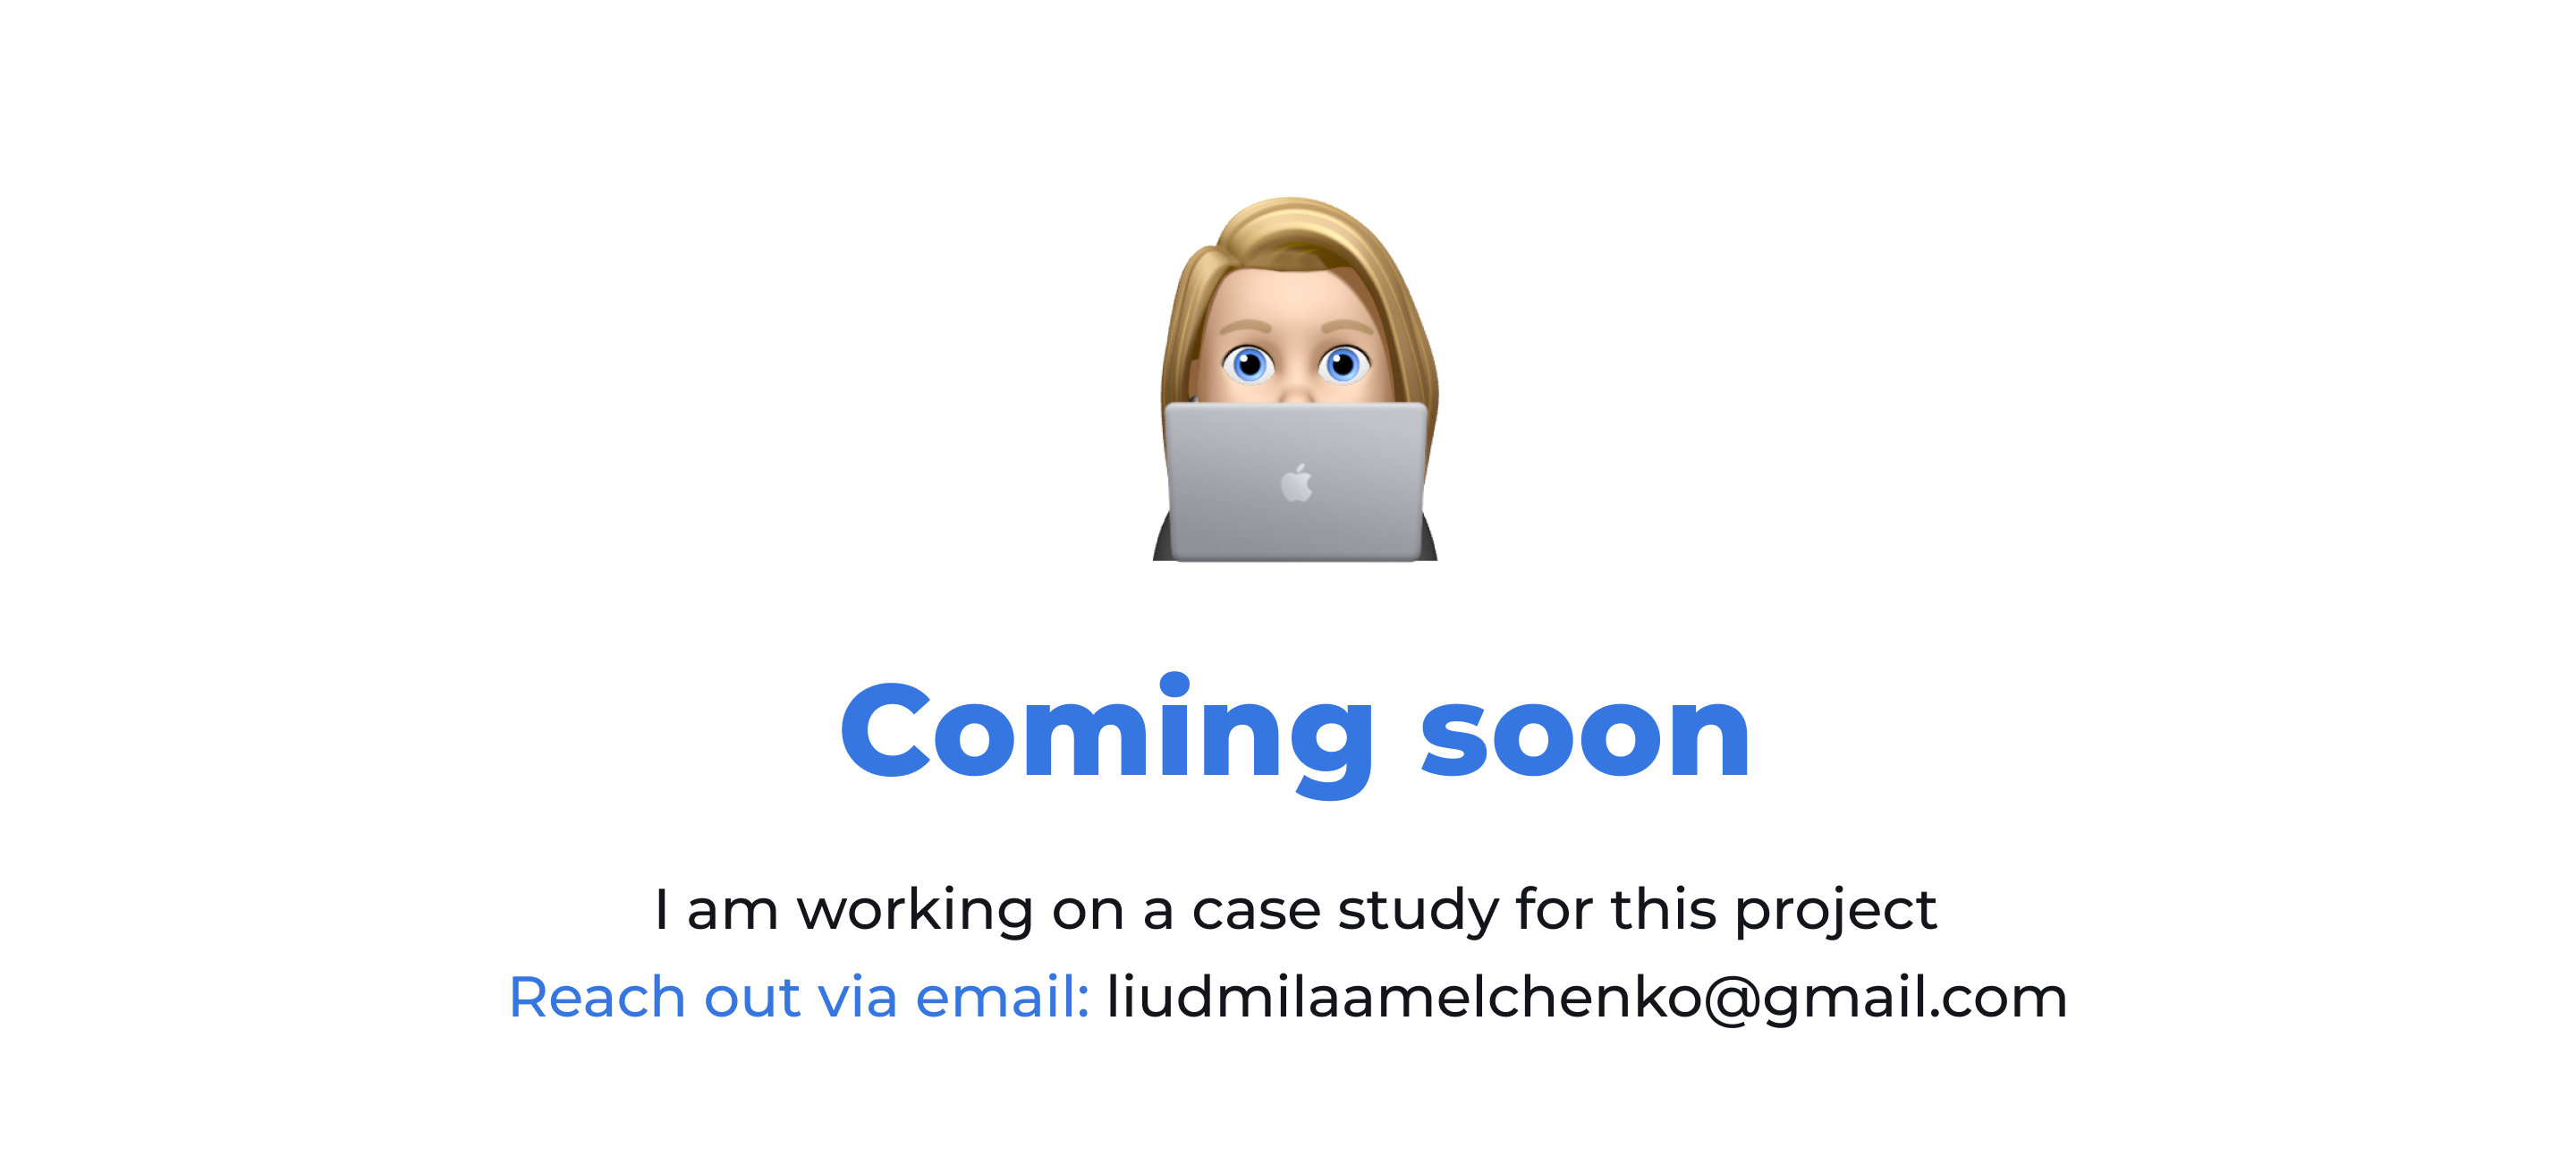 Coming soon
I am working on a case study for this project
Reach out via email: liudmilaamelchenko@gmail.com